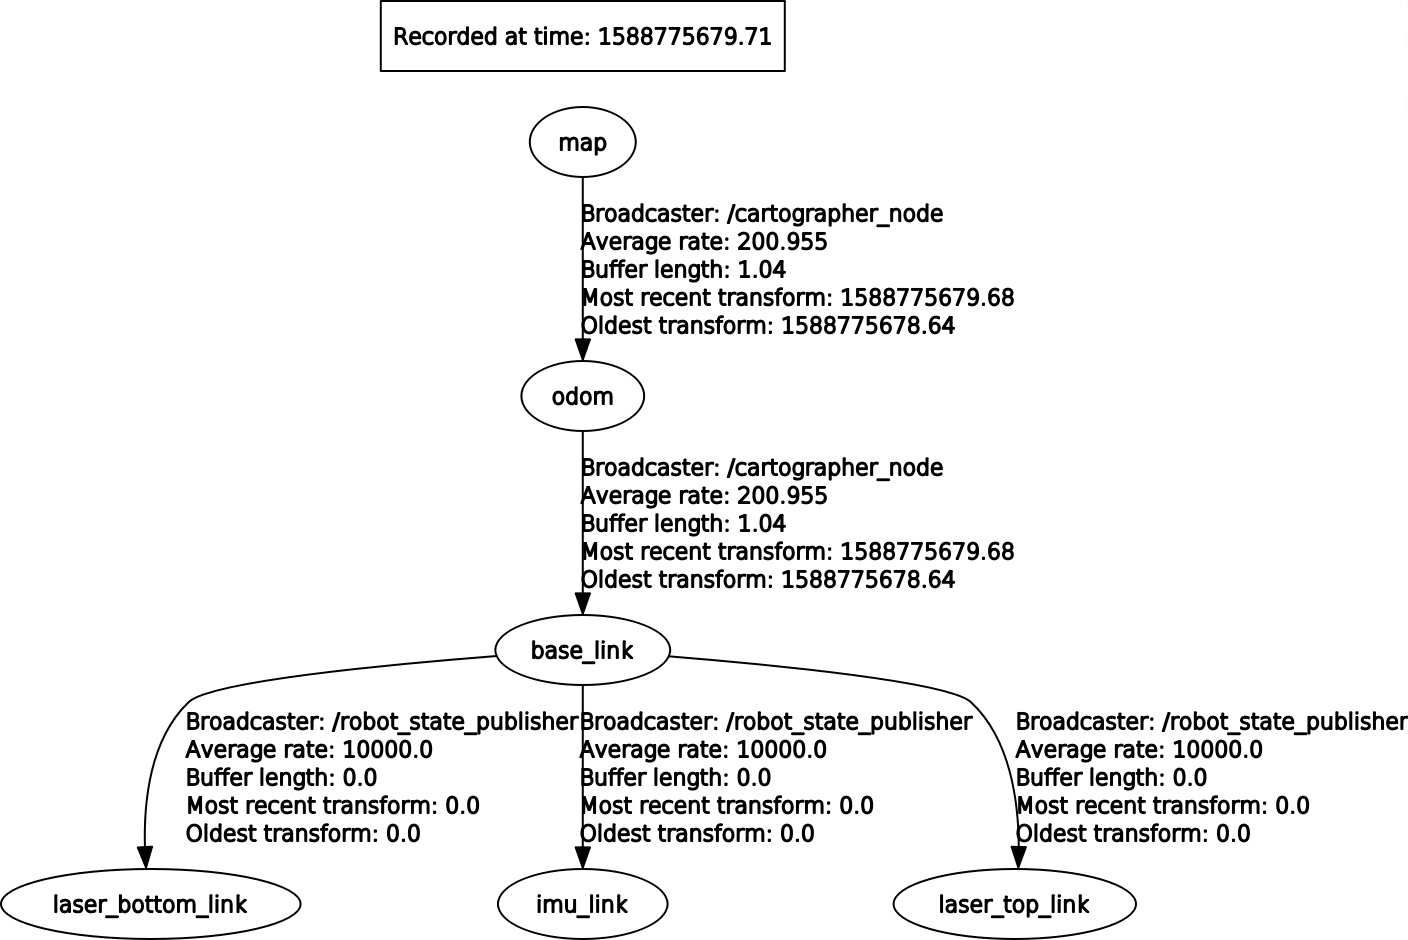 Recorded at time: 1588775679.71
map
Broadcaster: /cartographer_node
Average rate: 200.955
Buffer length: 1.04
Most recent transform: 1588775679.68
Oldest transform: 1588775678.64
odom
Broadcaster: /cartographer_node
Average rate: 200.955
Buffer length: 1.04
Most recent transform: 1588775679.68
Oldest transform: 1588775678.64
base_link
Broadcaster: /robot_state_publisher
Average rate: 10000.0
Buffer length: 0.0
Most recent transform: 0.0
Oldest transform: 0.0
Broadcaster: /robot_state_publisher
Average rate: 10000.0
Buffer length: 0.0
Most recent transform: 0.0
Oldest transform: 0.0
Broadcaster: /robot_state_publisher
Average rate: 10000.0
Buffer length: 0.0
Most recent transform: 0.0
Oldest transform: 0.0
laser_bottom_link
imu_link
laser_top_link